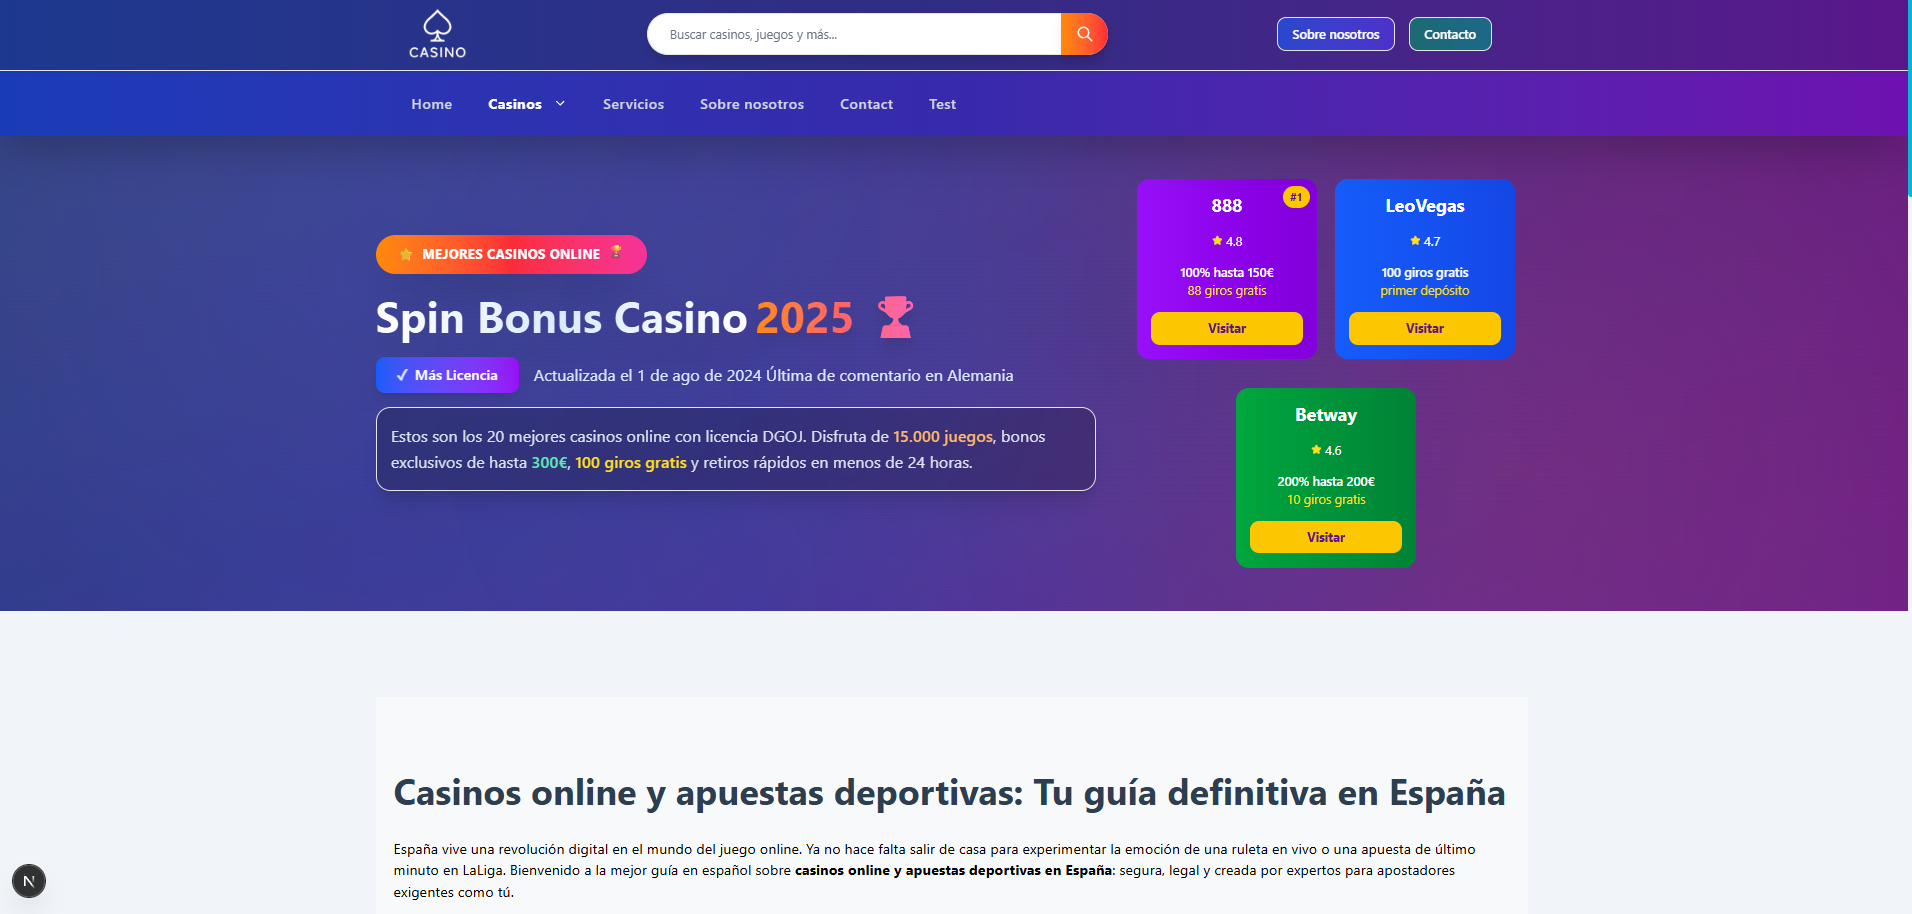 CASINO
Buscar casinos, juegos y más...
Sobre nosotros
Contacto
Home
Casinos
Servicios
Sobre nosotros
Contact
Test
MEJORES CASINOS ONLINE
Spin Bonus Casino 2025
✓ Más Licencia
Actualizada el 1 de ago de 2024 Última de comentario en Alemania
Estos son los 20 mejores casinos online con licencia DGOJ. Disfruta de 15.000 juegos, bonos
exclusivos de hasta 300€, 100 giros gratis y retiros rápidos en menos de 24 horas.
888
#1
4.8
100% hasta 150€
88 giros gratis
Visitar
LeoVegas
4.7
100 giros gratis
primer depósito
Visitar
Betway
4.6
200% hasta 200€
10 giros gratis
Visitar
Casinos online y apuestas deportivas: Tu guía definitiva en España
España vive una revolución digital en el mundo del juego online. Ya no hace falta salir de casa para experimentar la emoción de una ruleta en vivo o una apuesta de último
minuto en LaLiga. Bienvenido a la mejor guía en español sobre casinos online y apuestas deportivas en España: segura, legal y creada por expertos para apostadores
exigentes como tú.
N